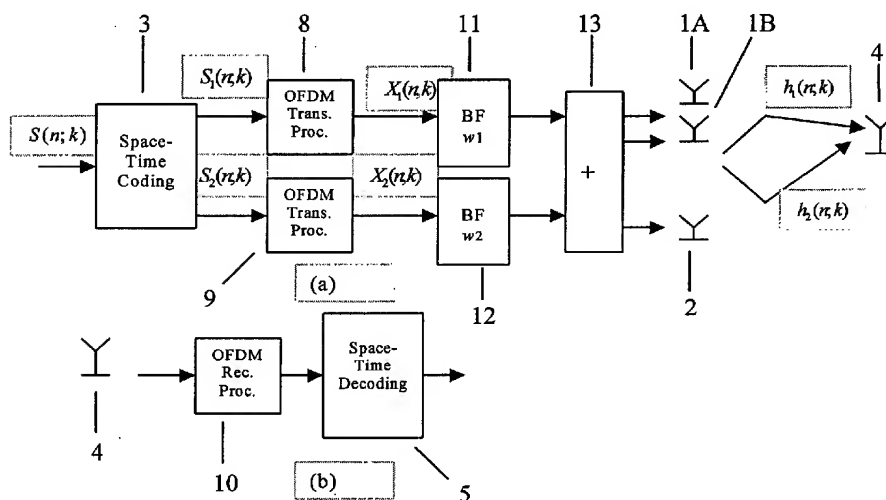 3
8
11
13
1A
1B
4
S(n; k)
Space-
Time
Coding
S₁(n,k)
OFDM
Trans.
Proc.
X₁(n,k)
BF
w1
S₂(n,k)
OFDM
Trans.
Proc.
X₂(n,k)
BF
w2
+
h₁(n;k)
h₂(n;k)
9
(a)
12
2
OFDM
Rec.
Proc.
Space-
Time
Decoding
4
10
(b)
5